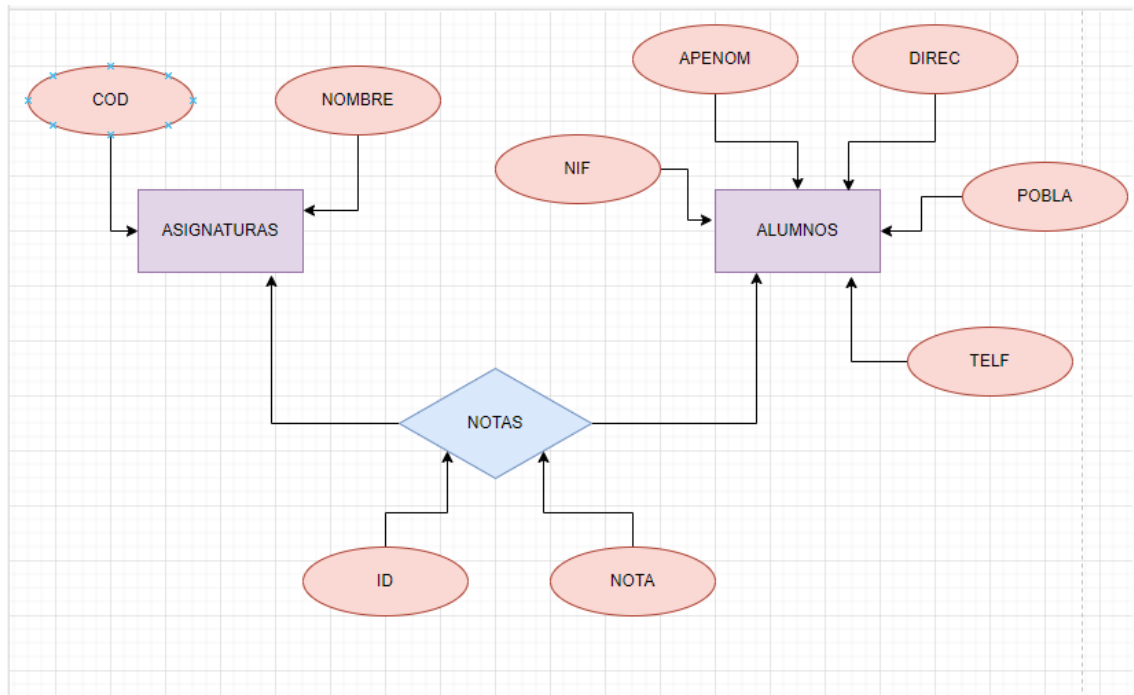 APENOM
DIREC
COD
NOMBRE
NIF
POBLA
ASIGNATURAS
ALUMNOS
TELF
NOTAS
ID
NOTA